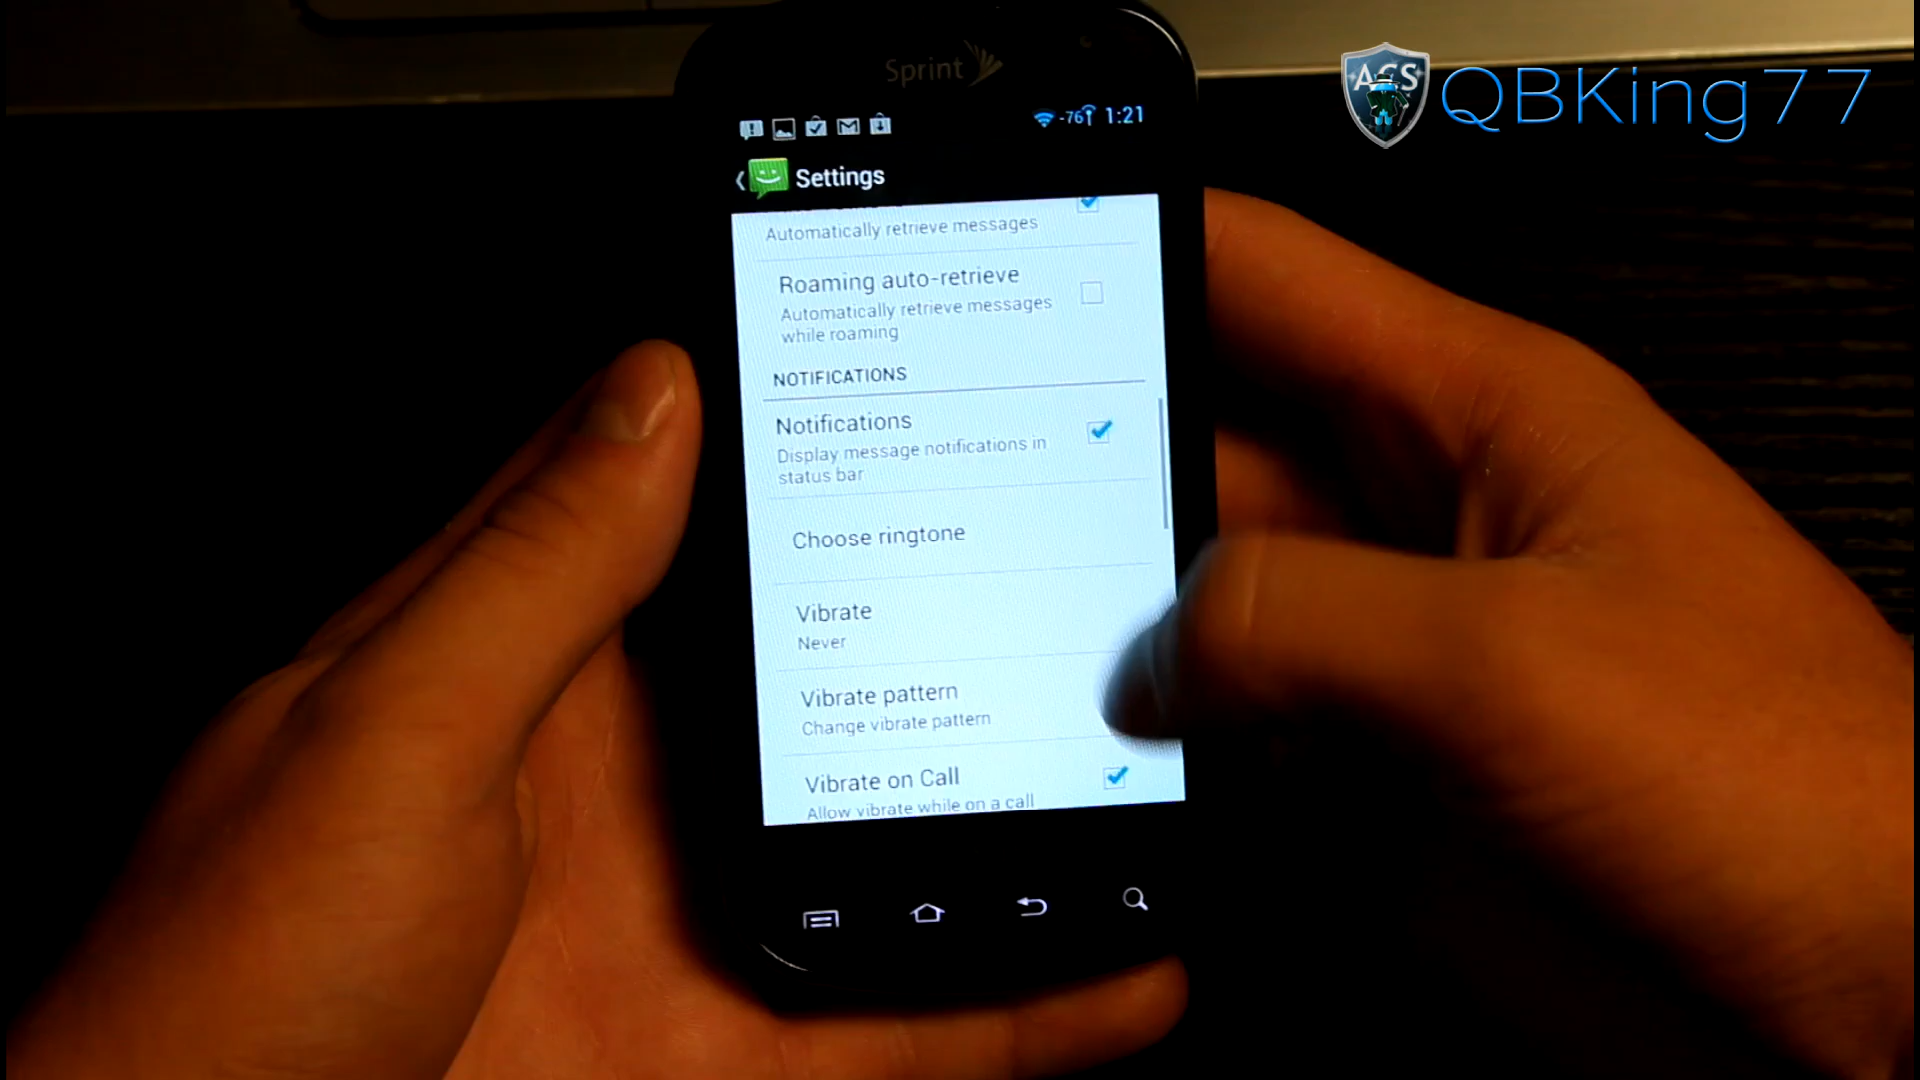 Sprint
ACS
QBKing77
-76
1:21
Settings
Automatically retrieve messages
Roaming auto-retrieve
Automatically retrieve messages
while roaming
NOTIFICATIONS
Notifications
Display message notifications in
status bar
Choose ringtone
Vibrate
Never
Vibrate pattern
Change vibrate pattern
Vibrate on Call
Allow vibrate while on a call